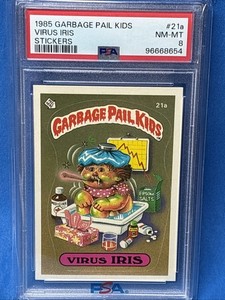 1985 GARBAGE PAIL KIDS #21a
VIRUS IRIS NM-MT
STICKERS PSA 8
96668654
21a
GARBAGE PAIL KIDS
EPSOM
SALTS
VIRUS IRIS
PSA